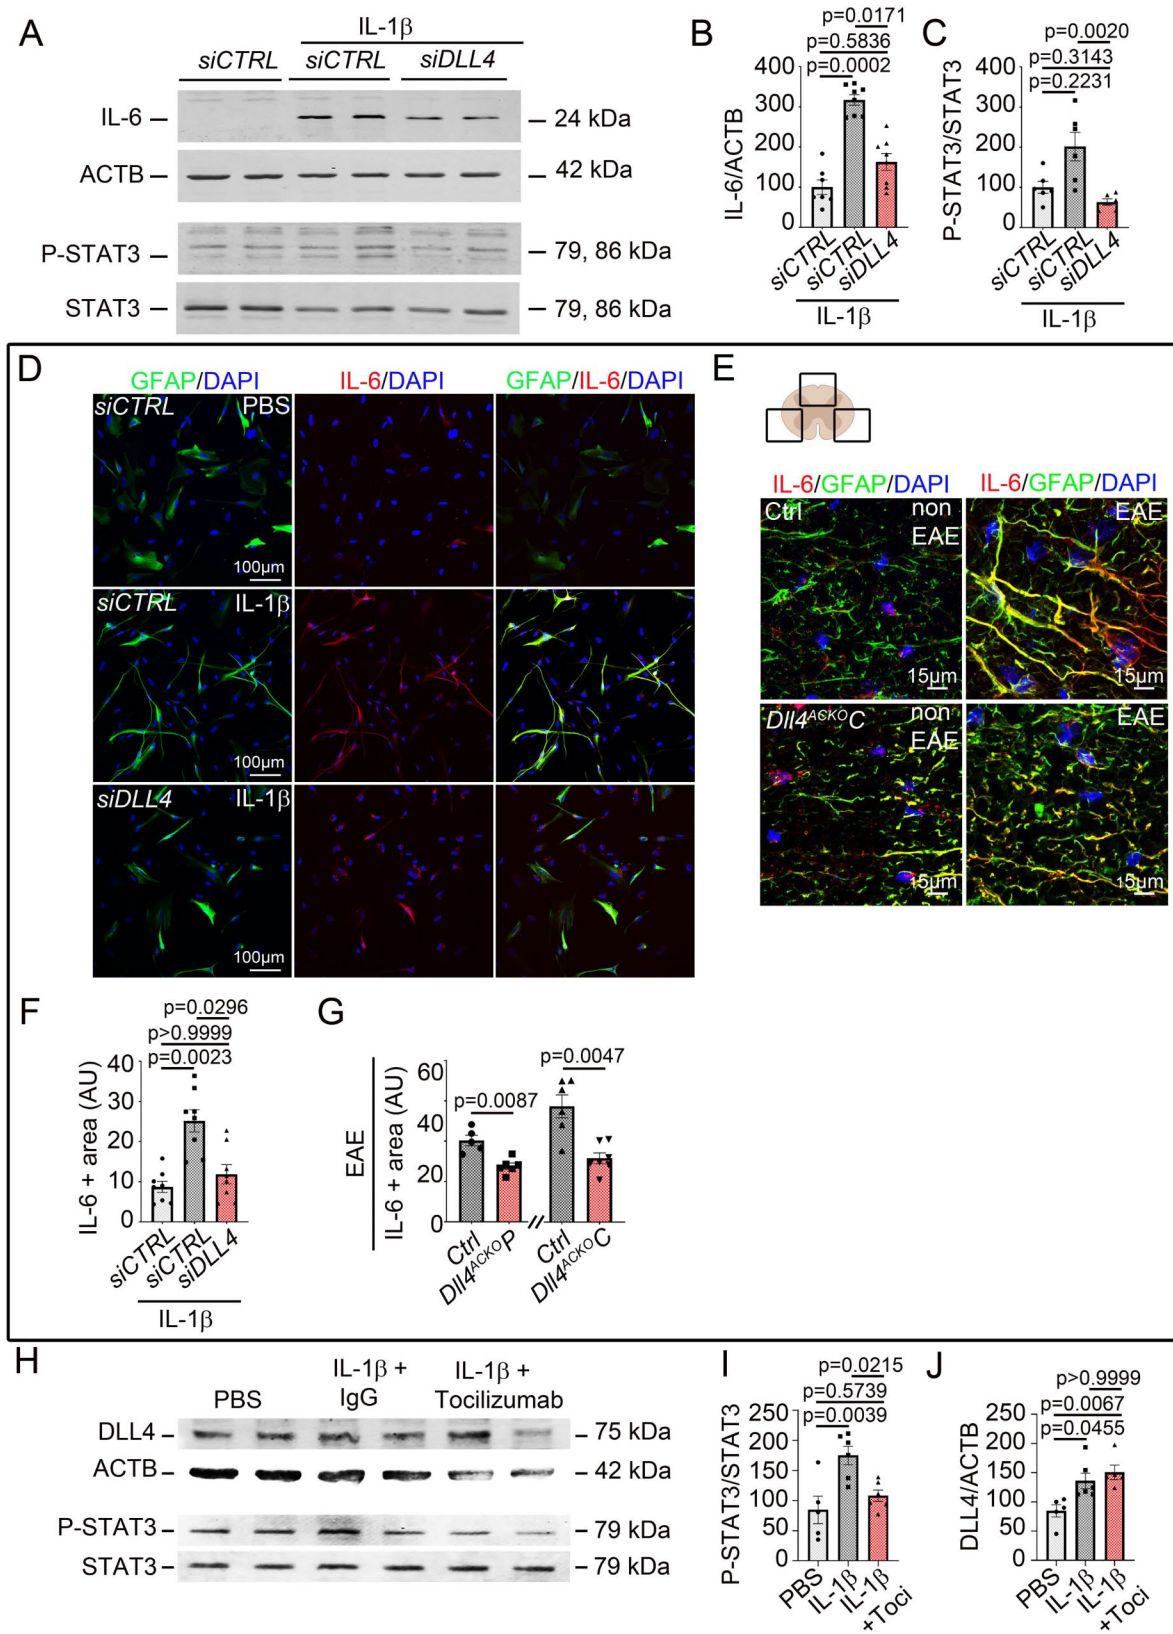 A
IL-1β
siCTRL siCTRL siDLL4
IL-6 – – 24 kDa
ACTB – – 42 kDa
P-STAT3 – – 79, 86 kDa
STAT3 – – 79, 86 kDa
B
p=0.0171
p=0.5836
p=0.0002
IL-6/ACTB
400
300
200
100
0
siCTRL
siCTRL
siDLL4
IL-1β
C
p=0.0020
p=0.3143
p=0.2231
P-STAT3/STAT3
400
300
200
100
0
siCTRL
siCTRL
siDLL4
IL-1β
D
GFAP/DAPI IL-6/DAPI GFAP/IL-6/DAPI
siCTRL PBS
100µm
siCTRL IL-1β
100µm
siDLL4 IL-1β
100µm
E
IL-6/GFAP/DAPI IL-6/GFAP/DAPI
Ctrl non EAE
15µm
EAE
15µm
Dll4ACKOC non EAE
15µm
EAE
15µm
F
p=0.0296
p>0.9999
p=0.0023
IL-6 + area (AU)
40
30
20
10
0
siCTRL
siCTRL
siDLL4
IL-1β
G
EAE
IL-6 + area (AU)
60
40
20
0
p=0.0087
p=0.0047
Ctrl
Dll4ACKOP
//
Ctrl
Dll4ACKOC
H
PBS
IL-1β +
IgG
IL-1β +
Tocilizumab
DLL4 – – 75 kDa
ACTB – – 42 kDa
P-STAT3 – – 79 kDa
STAT3 – – 79 kDa
I
p=0.0215
p=0.5739
p=0.0039
P-STAT3/STAT3
250
200
150
100
50
0
PBS
IL-1β
IL-1β
+Toci
J
p>0.9999
p=0.0067
p=0.0455
DLL4/ACTB
250
200
150
100
50
0
PBS
IL-1β
IL-1β
+Toci